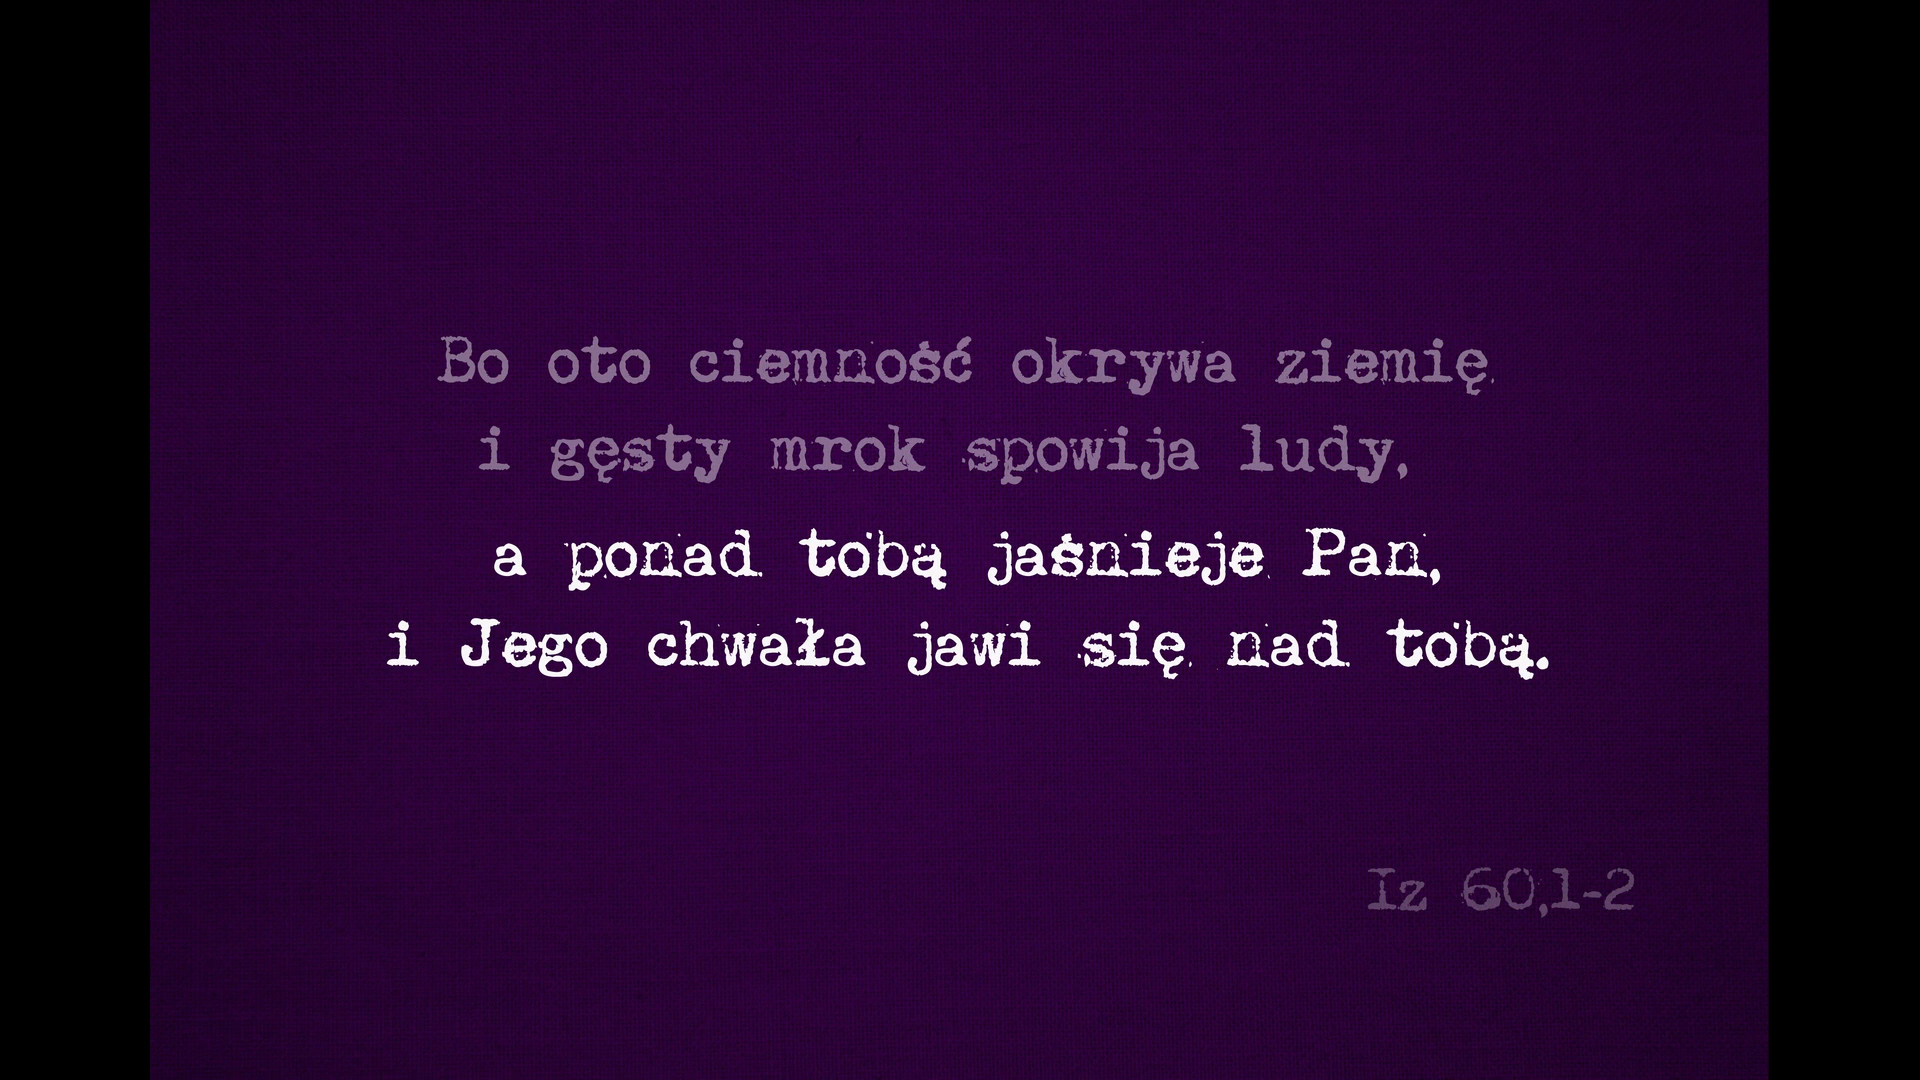 Bo oto ciemność okrywa ziemię
i gęsty mrok spowija ludy,
a ponad tobą jaśnieje Pan,
i Jego chwała jawi się nad tobą.
Iz 60,1-2